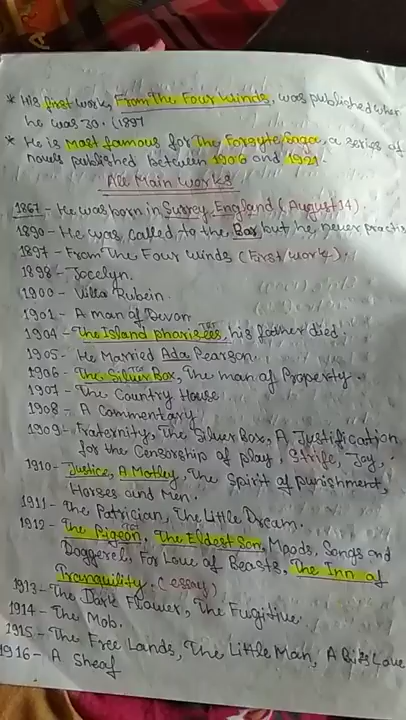 * His first work, From The Four Winds, was published when
he was 30. (1897
* He is most famous for The Forsyte Saga, a series of
novels published between 1906 and 1921.
All Main works
1867 - He was born in Surrey, England (August 14).
1890 - He was called to the Bar but he never practis
1897 - From The Four Winds (First work).
1898 - Jocelyn.
1900 - Villa Rubein.
1901 - A man of Devon
1904 - The Island pharisees, his father died.
1905 - He Married Ada Pearson.
1906 - The Silver Box, The man of Property.
1907 - The Country House.
1908 - A Commentary
1909 - Fraternity, The Silver Box, A Justification
for the Censorship of play, Strife, Joy,
1910 - Justice, A Motley, The Spirit of punishment,
Horses and Men.
1911 - The Patrician, The Little Dream.
1912 - The Pigeon, The Eldest Son, Moods, Songs and
Doggerel, For Love of Beasts, The Inn of
Tranquility. (essay)
1913 - The Dark Flower, The Fugitive.
1914 - The Mob.
1915 - The Free Lands, The Little Man, A Love
1916 - A Sheaf